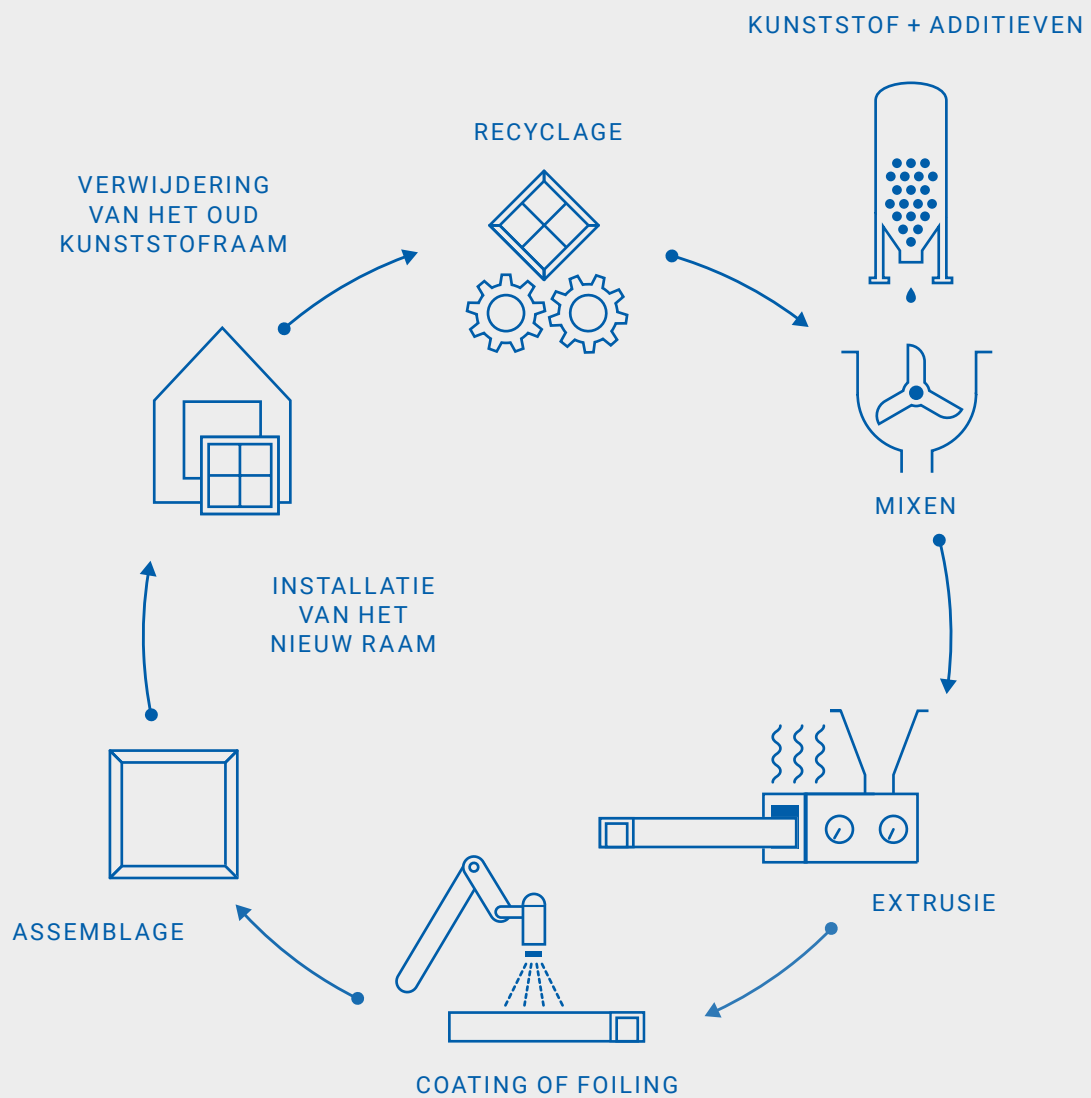 KUNSTSTOF + ADDITIEVEN
RECYCLAGE
VERWIJDERING
VAN HET OUD
KUNSTSTOFRAAM
MIXEN
INSTALLATIE
VAN HET
NIEUW RAAM
EXTRUSIE
ASSEMBLAGE
COATING OF FOILING